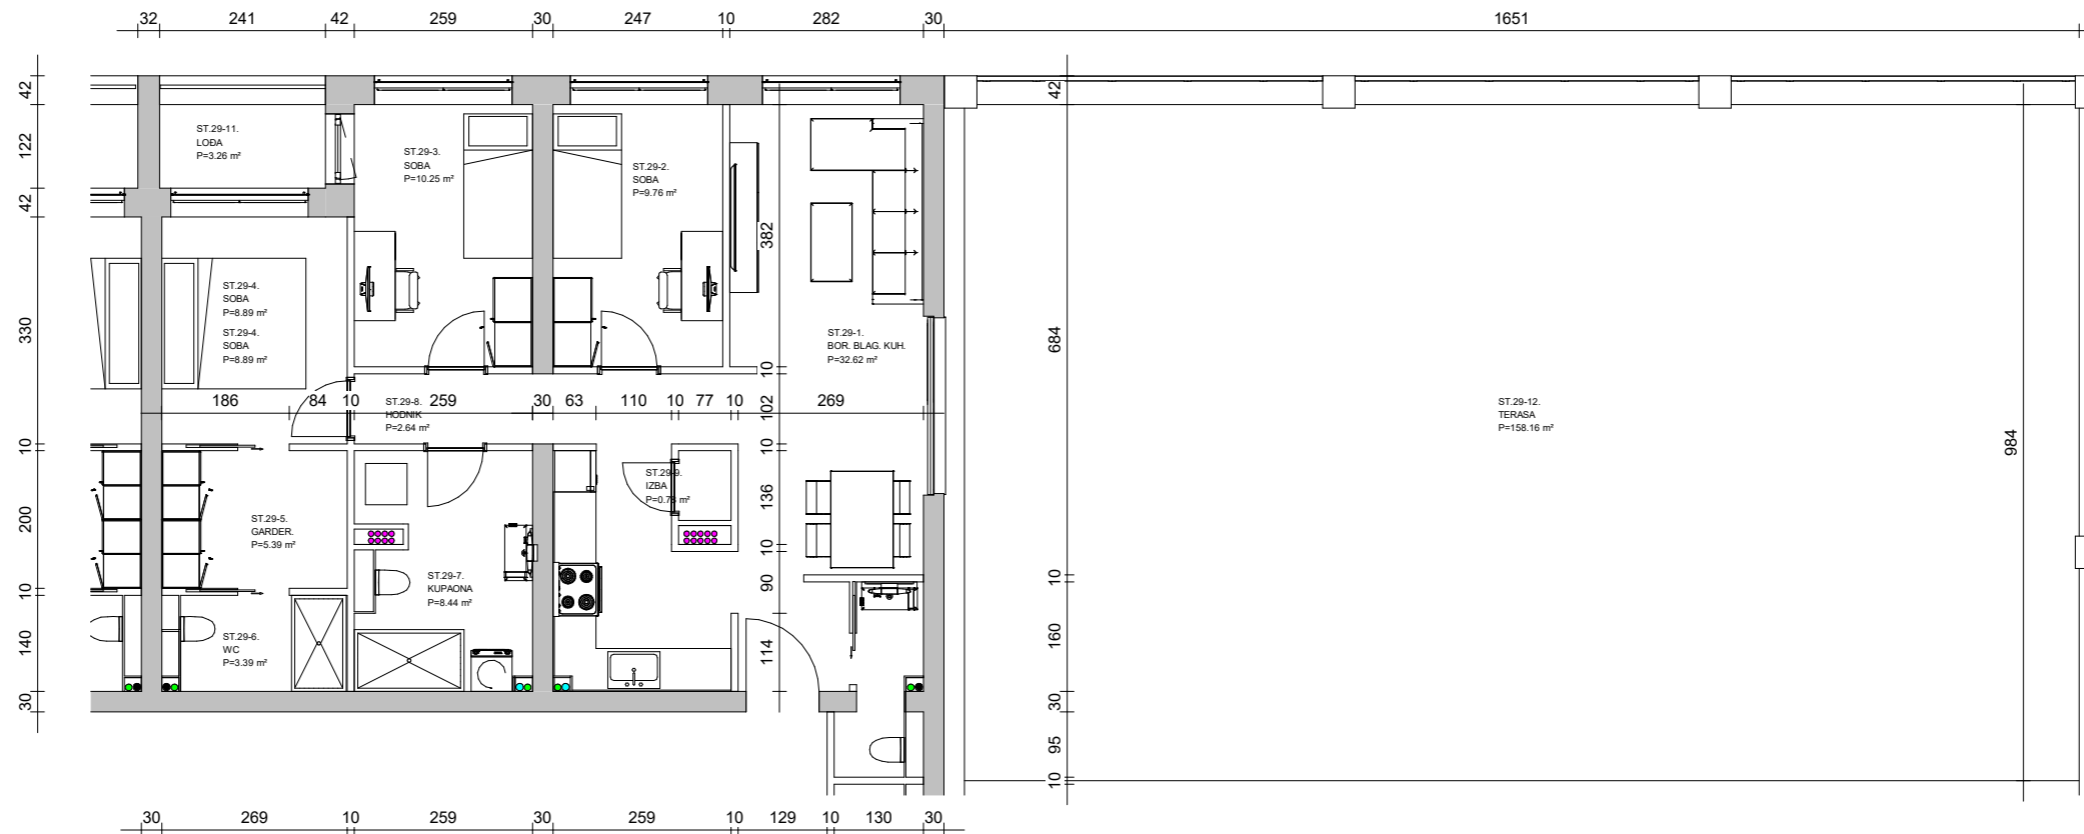 32 241 42 259 30 247 10 282 30 1651
42
122
42
330
10
200
10
140
30
ST.29-11.
LOĐA
P=3.26 m²
ST.29-3.
SOBA
P=10.25 m²
ST.29-2.
SOBA
P=9.76 m²
382
10
102
10
136
10
90
114
ST.29-4.
SOBA
P=8.89 m²
ST.29-4.
SOBA
P=8.89 m²
ST.29-1.
BOR. BLAG. KUH.
P=32.62 m²
186 84 10 259 30 63 110 10 77 10 269
ST.29-8.
HODNIK
P=2.64 m²
ST.29-9.
IZBA
ST.29-5.
GARDER.
P=5.39 m²
ST.29-7.
KUPAONA
P=8.44 m²
ST.29-6.
WC
P=3.39 m²
42
684
10
160
30
95
10
ST.29-12.
TERASA
P=158.16 m²
984
30 269 10 259 30 259 10 129 10 130 30